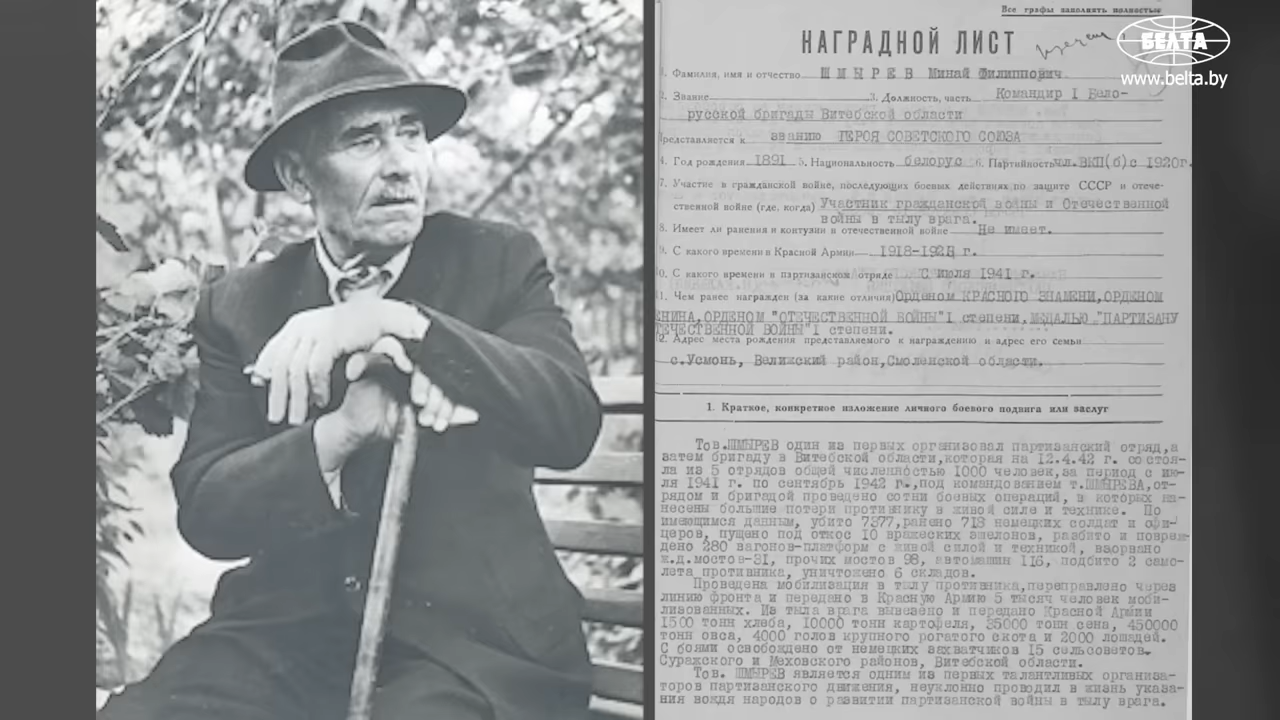 Все графы заполнять полностью
БЕЛТА
www.belta.by
НАГРАДНОЙ ЛИСТ
1. Фамилия, имя и отчество ШМЫРЕВ Минай Филиппович
2. Звание 3. Должность, часть Командир I Бело-
русской бригады Витебской области
Представляется к званию ГЕРОЯ СОВЕТСКОГО СОЮЗА
4. Год рождения 1891 5. Национальность белорус 6. Партийность чл.ВКП(б)с 1920г.
7. Участие в гражданской войне, последующих боевых действиях по защите СССР и отече-
ственной войне (где, когда) Участник гражданской войны и Отечественной
войны в тылу врага.
8. Имеет ли ранения и контузии в отечественной войне Не имеет.
9. С какого времени в Красной Армии 1918-1923 г.
10. С какого времени в партизанском отряде С июля 1941 г.
11. Чем ранее награжден (за какие отличия) Орденом КРАСНОГО ЗНАМЕНИ,ОРДЕНОМ
ЕНИНА,ОРДЕНОМ "ОТЕЧЕСТВЕННОЙ ВОЙНЫ"I степени,МЕДАЛЬЮ "ПАРТИЗАНУ
ТЕЧЕСТВЕННОЙ ВОЙНЫ"I степени.
12. Адрес места рождения представляемого к награждению и адрес его семьи
с.Усмонь, Велижский район,Смоленской области.
1. Краткое, конкретное изложение личного боевого подвига или заслуг
Тов.ШМЫРЕВ один из первых организовал партизанский отряд,а
затем бригаду в Витебской области,которая на 12.4.42 г. состоя-
ла из 5 отрядов общей численностью 1000 человек,за период с ию-
ля 1941 г. по сентябрь 1942 г.,под командованием т.ШМЫРЕВА,от-
рядом и бригадой проведено сотни боевых операций, в которых на-
несены большие потери противнику в живой силе и технике. По
имеющимся данным, убито 7377,ранено 718 немецких солдат и офи-
церов, пущено под откос 10 вражеских эшелонов, разбито и повреж-
дено 280 вагонов-платформ с живой силой и техникой, взорвано
ж.д.мостов-31, прочих мостов 98, автомашин 116, подбито 2 само-
лета противника, уничтожено 6 складов.
Проведена мобилизация в тылу противника,переправлено через
линию фронта и передано в Красную Армию 5 тысяч человек моби-
лизованных. Из тыла врага вывезено и передано Красной Армии
1500 тонн хлеба, 10000 тонн картофеля, 35000 тонн сена, 450000
тонн овса, 4000 голов крупного рогатого скота и 2000 лошадей.
С боями освобождено от немецких захватчиков 15 сельсоветов
Суражского и Меховского районов, Витебской области.
Тов. ШМЫРЕВ является одним из первых талантливых организа-
торов партизанского движения, неуклонно проводил в жизнь указа-
ния вождя народов о развитии партизанской войны в тылу врага.